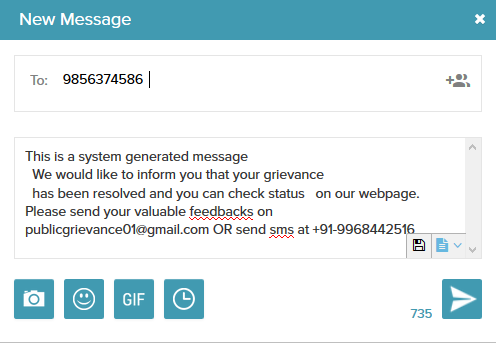 New Message
To: 9856374586
This is a system generated message
We would like to inform you that your grievance
has been resolved and you can check status on our webpage.
Please send your valuable feedbacks on
publicgrievance01@gmail.com OR send sms at +91-9968442516
GIF
735